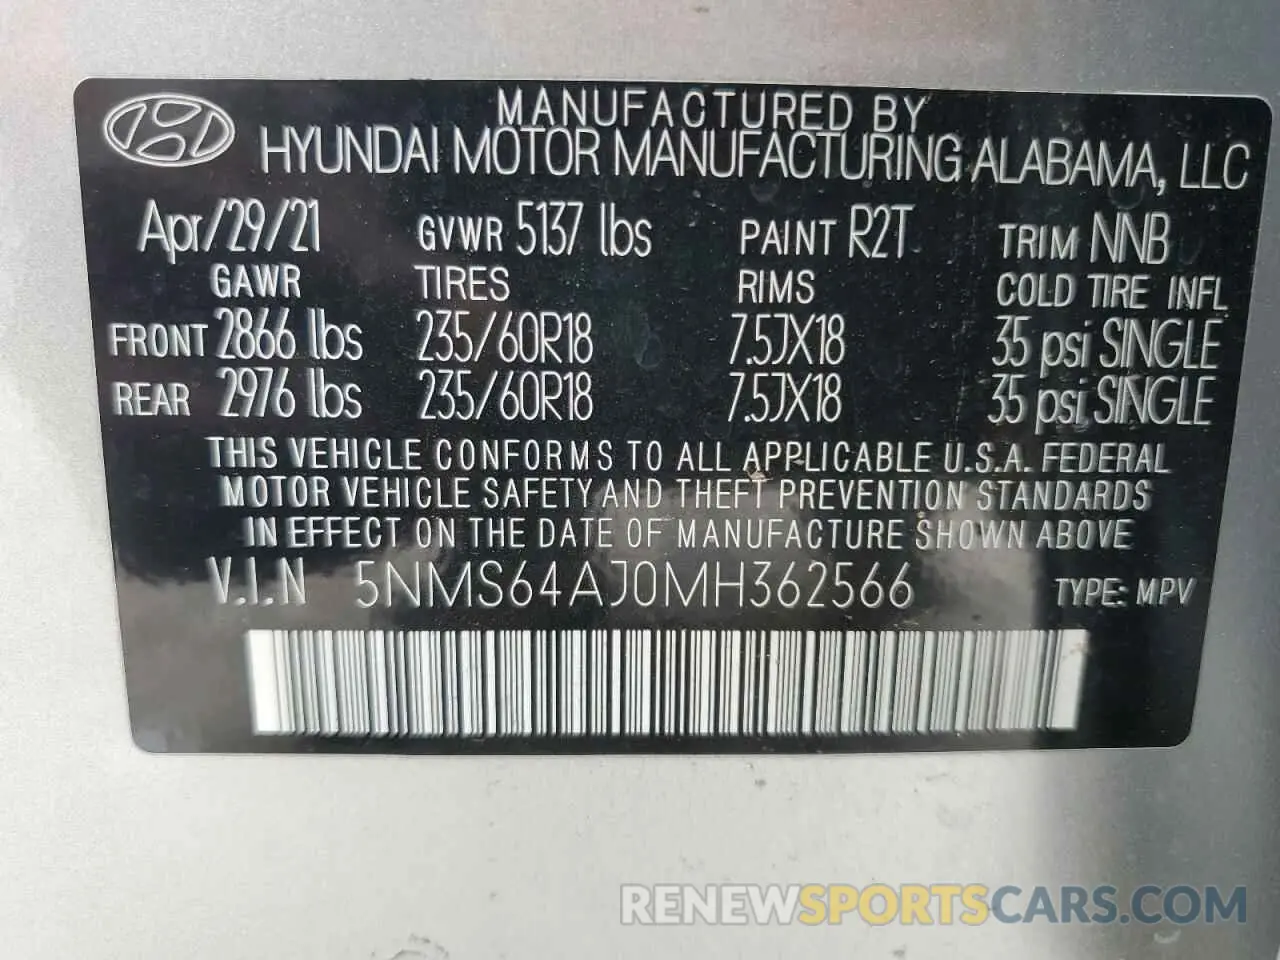 MANUFACTURED BY
HYUNDAI MOTOR MANUFACTURING ALABAMA, LLC
Apr/29/21 GVWR 5137 lbs PAINT R2T TRIM NNB
GAWR TIRES RIMS COLD TIRE INFL
FRONT 2866 lbs 235/60R18 7.5JX18 35 psi SINGLE
REAR 2976 lbs 235/60R18 7.5JX18 35 psi SINGLE
THIS VEHICLE CONFORMS TO ALL APPLICABLE U.S.A. FEDERAL
MOTOR VEHICLE SAFETY AND THEFT PREVENTION STANDARDS
IN EFFECT ON THE DATE OF MANUFACTURE SHOWN ABOVE
V.I.N 5NMS64AJ0MH362566 TYPE: MPV
RENEWSPORTSCARS.COM